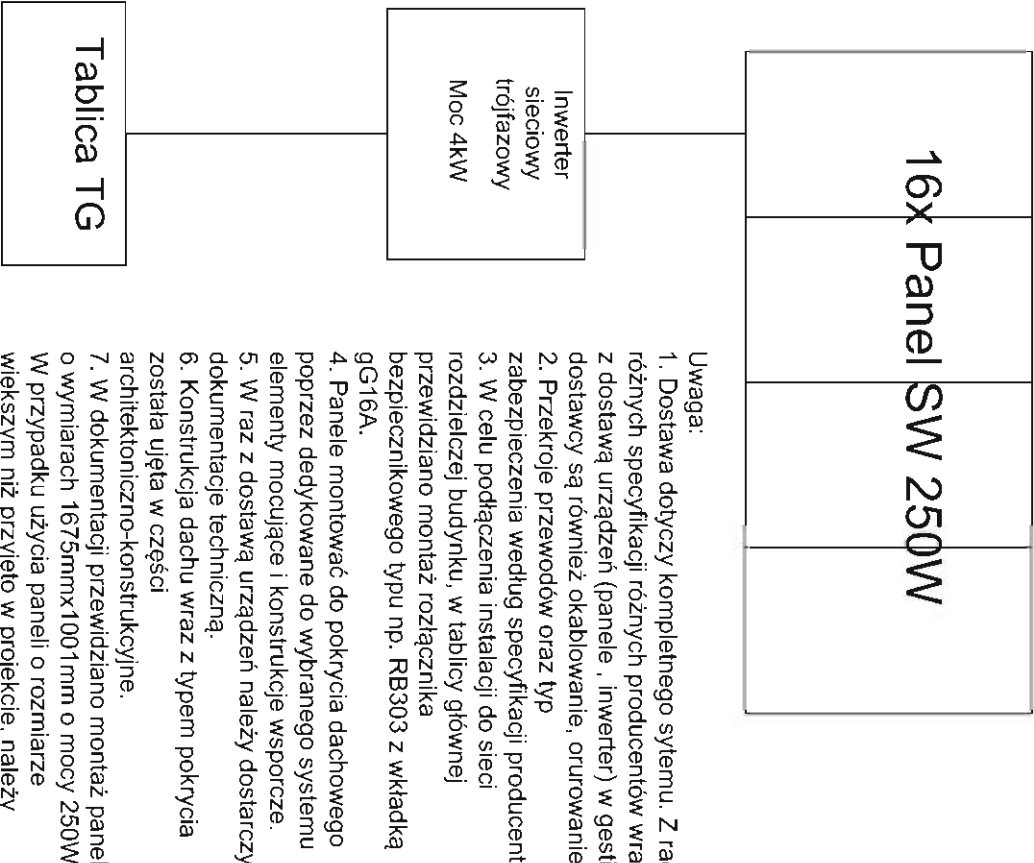 16x Panel SW 250W
Inwerter
sieciowy
trójfazowy
Moc 4kW
Tablica TG
Uwaga:
1. Dostawa dotyczy kompletnego sytemu. Z
różnych specyfikacji różnych producentów
z dostawą urządzeń (panele , inwerter) w
dostawcy są również okablowanie, orurowanie
2. Przekroje przewodów oraz typ
zabezpieczenia według specyfikacji
3. W celu podłączenia instalacji do sieci
rozdzielczej budynku, w tablicy głównej
przewidziano montaż rozłącznika
bezpiecznikowego typu np. RB303 z wkładką
gG16A.
4. Panele montować do pokrycia dachowego
poprzez dedykowane do wybranego systemu
elementy mocujące i konstrukcje wsporcze.
5. W raz z dostawą urządzeń należy dostarczy
dokumentacje techniczną.
6. Konstrukcja dachu wraz z typem pokrycia
została ujęta w części
architektoniczno-konstrukcyjne.
7. W dokumentacji przewidziano montaż panel
o wymiarach 1675mmx1001mm o mocy 250W
W przypadku użycia paneli o rozmiarze
większym niż przyjęto w projekcie, należy